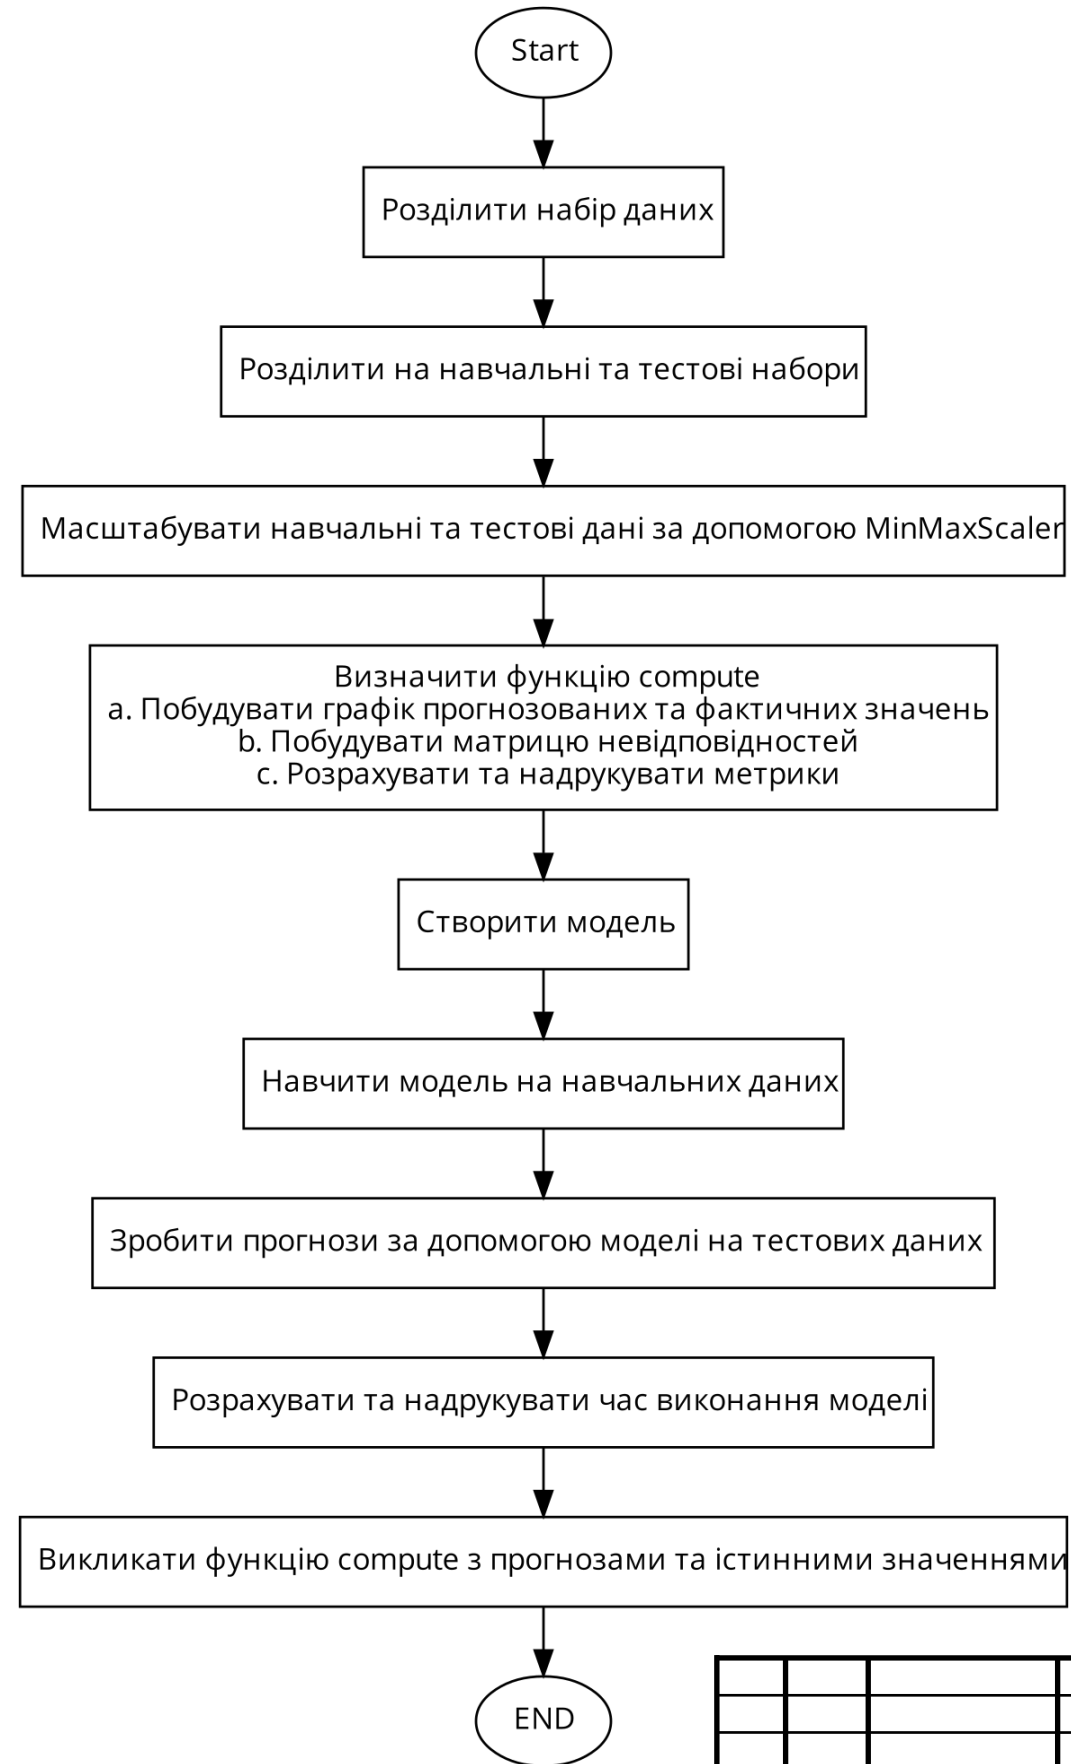 Start
Розділити набір даних
Розділити на навчальні та тестові набори
Масштабувати навчальні та тестові дані за допомогою MinMaxScaler
Визначити функцію compute
a. Побудувати графік прогнозованих та фактичних значень
b. Побудувати матрицю невідповідностей
c. Розрахувати та надрукувати метрики
Створити модель
Навчити модель на навчальних даних
Зробити прогнози за допомогою моделі на тестових даних
Розрахувати та надрукувати час виконання моделі
Викликати функцію compute з прогнозами та істинними значеннями
END